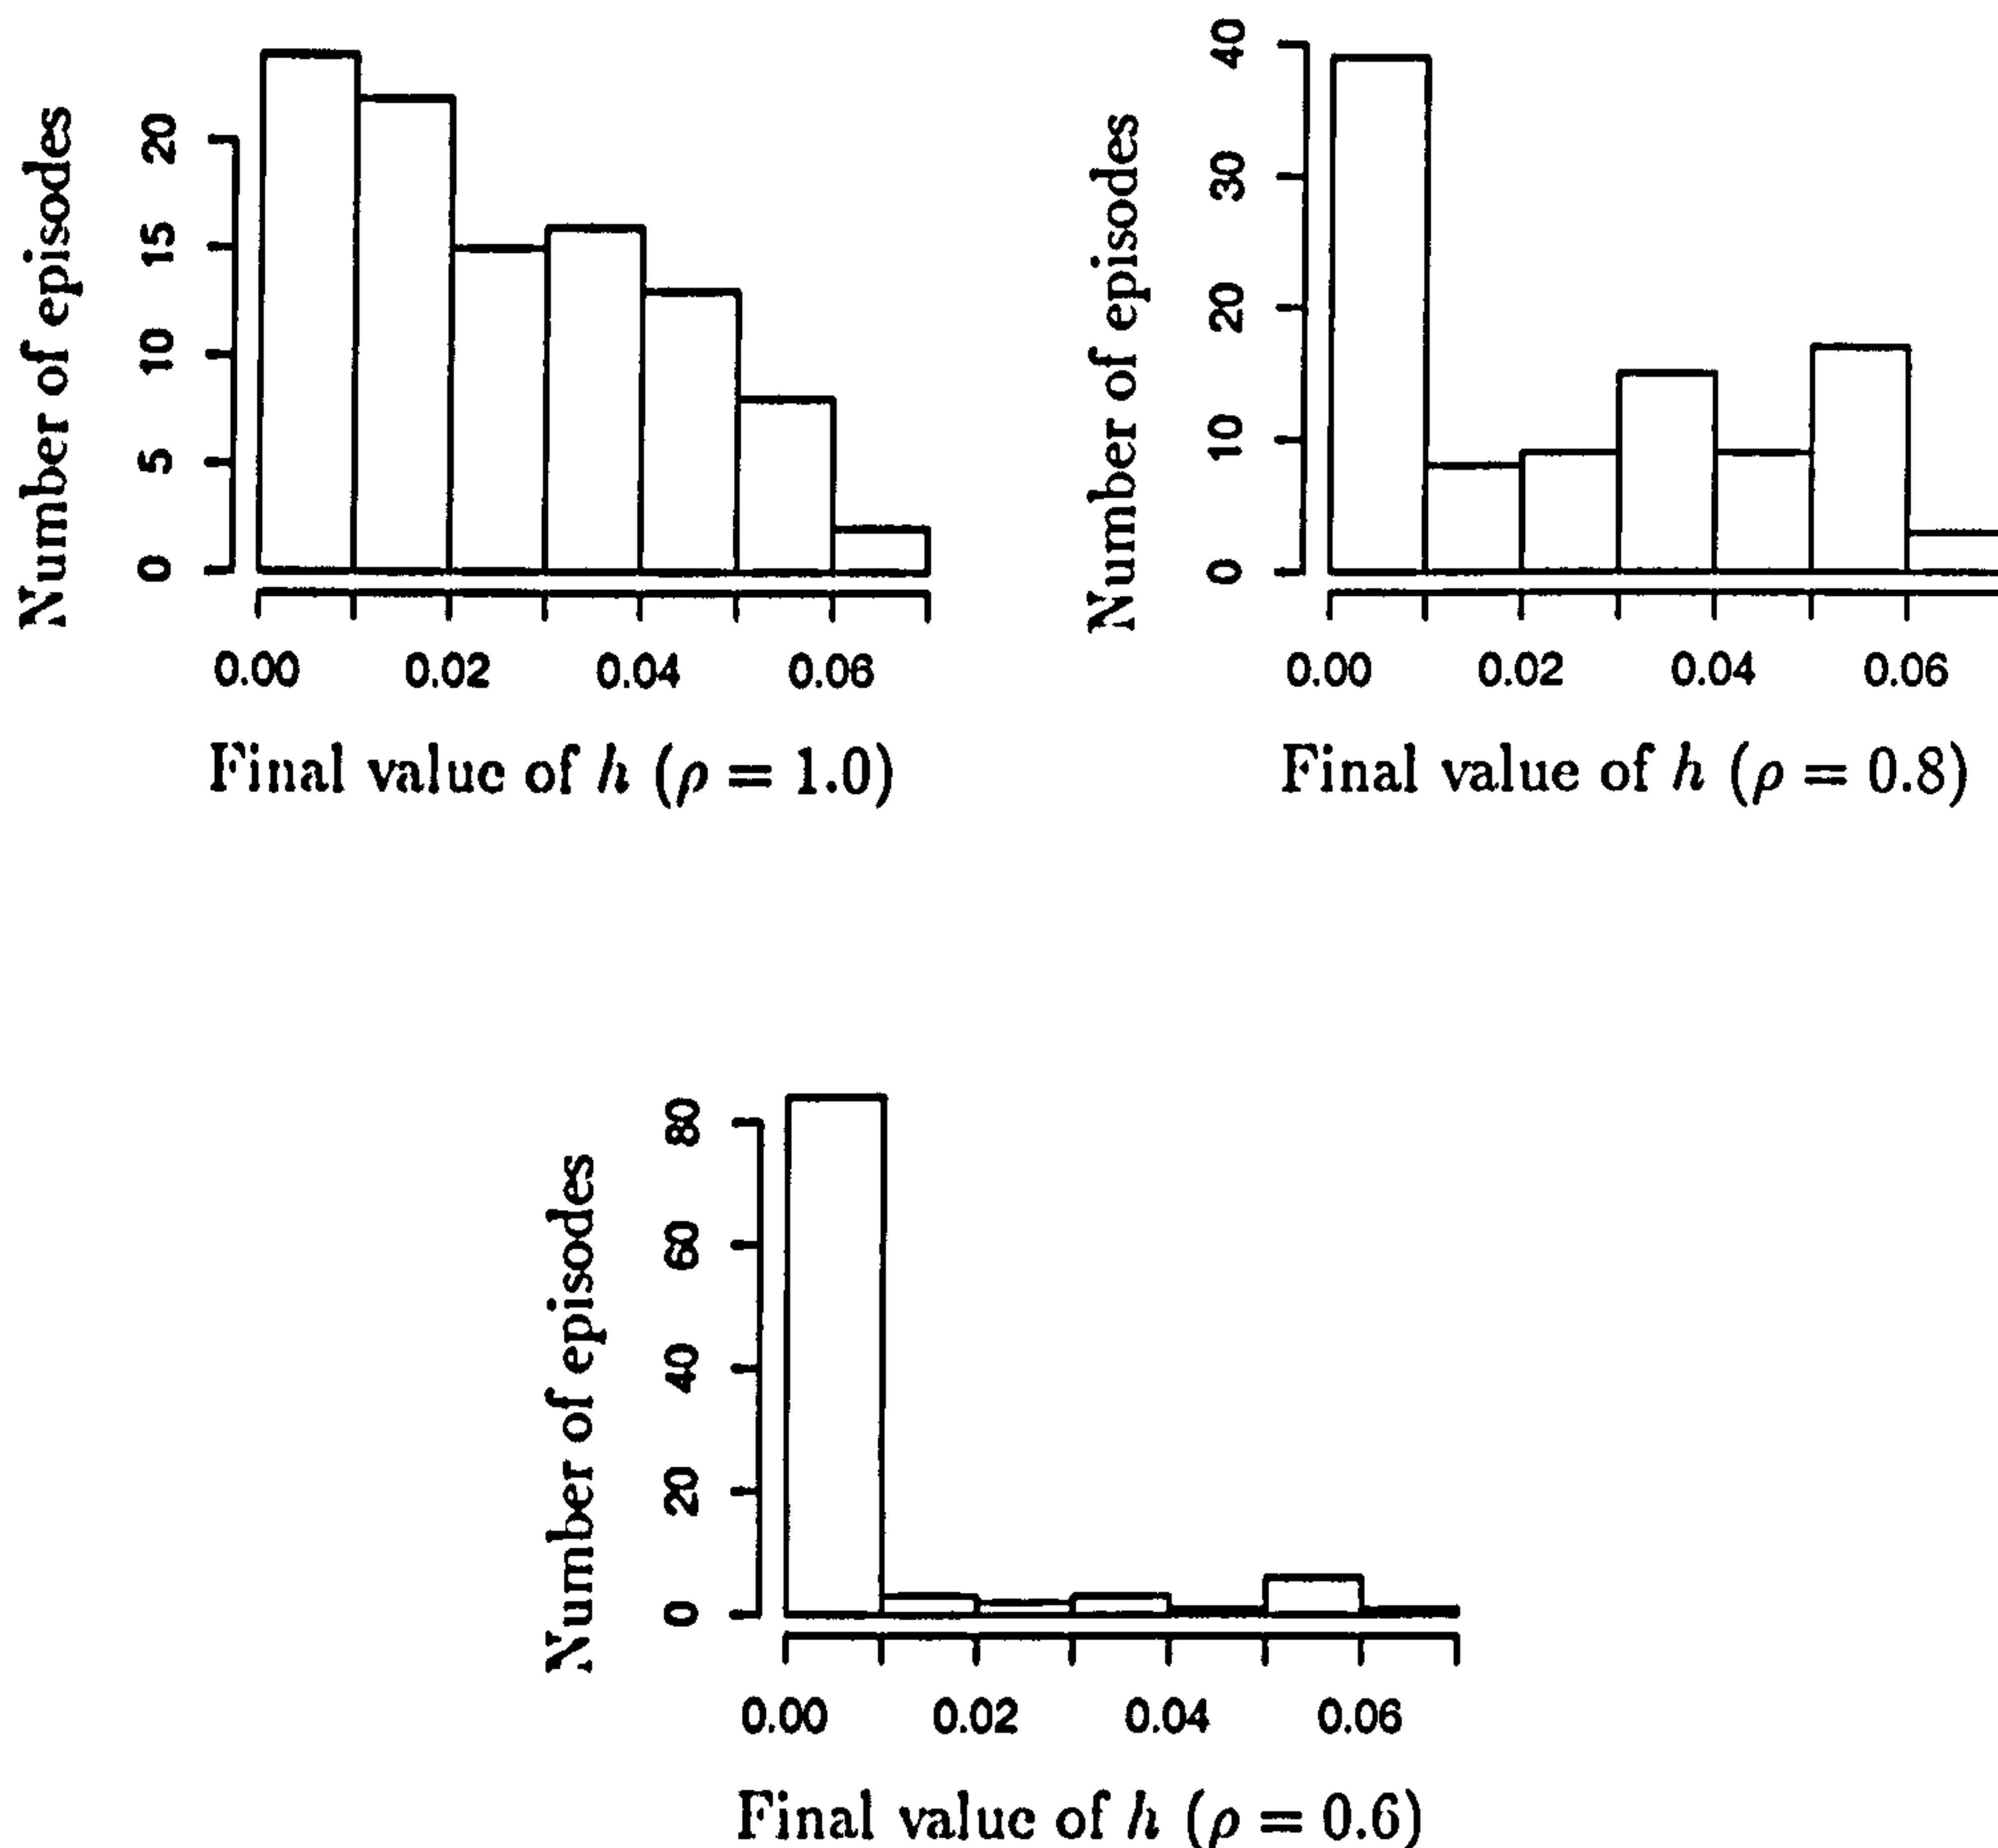 Number of episodes
20
15
10
5
0
0.00 0.02 0.04 0.06
Final value of h (ρ = 1.0)
Number of episodes
40
30
20
10
0
0.00 0.02 0.04 0.06
Final value of h (ρ = 0.8)
Number of episodes
80
60
40
20
0
0.00 0.02 0.04 0.06
Final value of h (ρ = 0.6)